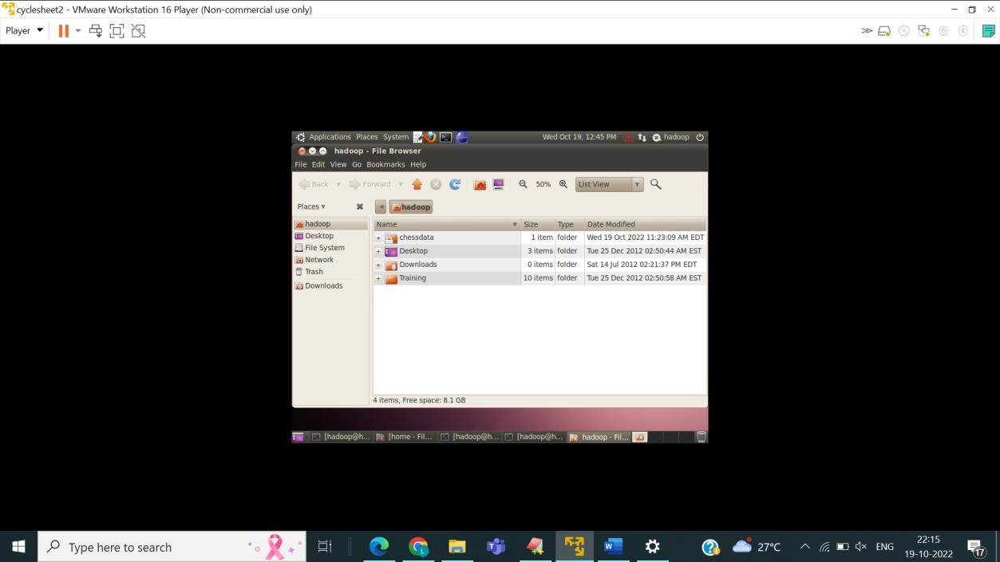 cyclesheet2 - VMware Workstation 16 Player (Non-commercial use only)
Player
Applications Places System Wed Oct 19, 12:45 PM hadoop
hadoop - File Browser
File Edit View Go Bookmarks Help
Back Forward 50% List View
Places hadoop
Name Size Type Date Modified
hadoop
Desktop
File System
Network
Trash
Downloads
chessdata 1 item folder Wed 19 Oct 2022 11:23:09 AM EDT
Desktop 3 items folder Tue 25 Dec 2012 02:50:44 AM EST
Downloads 0 items folder Sat 14 Jul 2012 02:21:37 PM EDT
Training 10 items folder Tue 25 Dec 2012 02:50:58 AM EST
4 items, Free space: 8.1 GB
[hadoop@h... [home - Fil... [hadoop@h... [hadoop@h... hadoop - Fil...
Type here to search 27°C ENG 22:15
19-10-2022 17